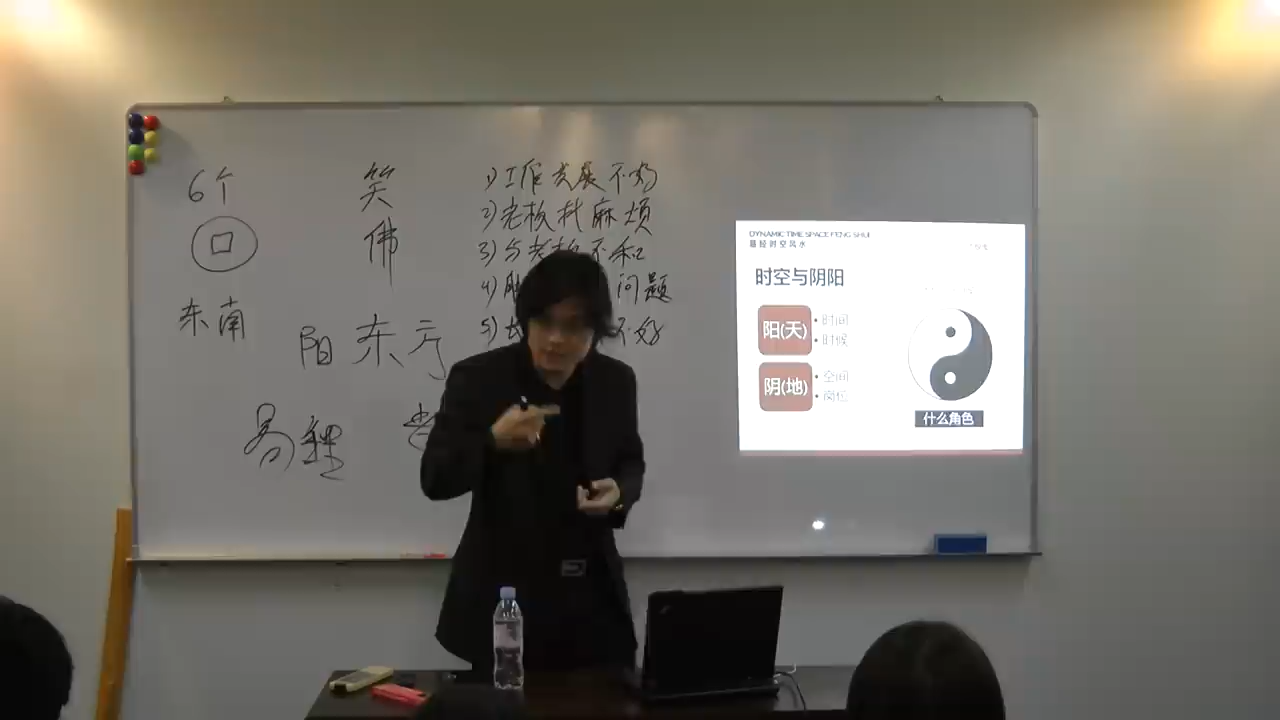 6个
口
东南
笑
佛
阳 东方
易经
1) 工作发展不好
2) 老板找麻烦
3) 与老板不和
4) 问题
5) 不好
DYNAMIC TIME SPACE FENG SHUI
易经时空风水
时空与阴阳
阳(天)
• 时间
• 时候
阴(地)
• 空间
• 岗位
什么角色